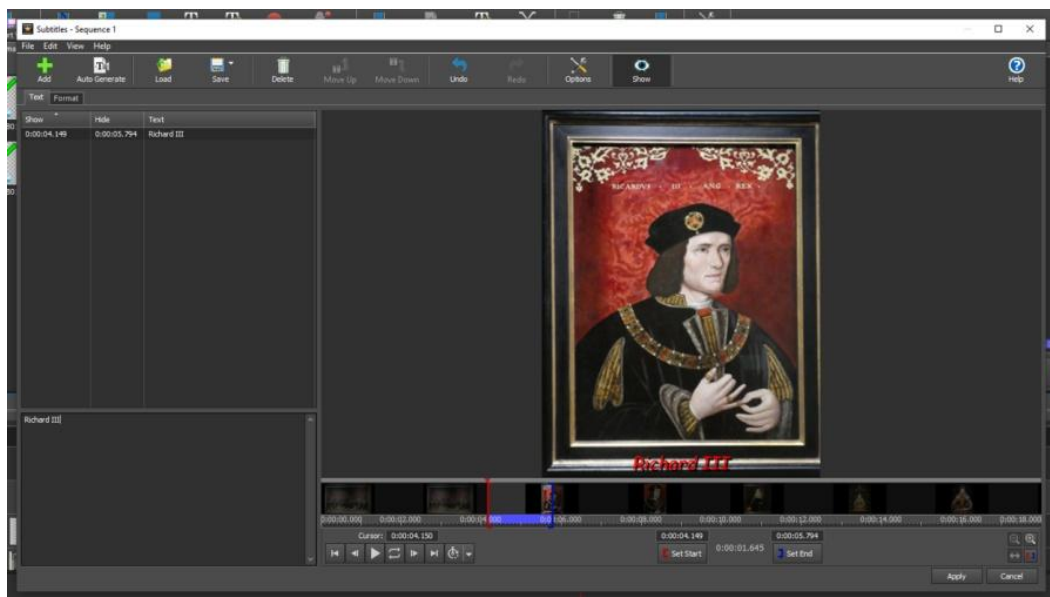 Subtitles - Sequence 1
File Edit View Help
Add Auto Generate Load Save Delete Move Up Move Down Undo Redo Options Show Help
Text Format
Show Hide Text
0:00:04.149 0:00:05.794 Richard III
RICARDVS · III · ANG · REX ·
Richard III
Richard III
0:00:00.000 0:00:02.000 0:00:04.000 0:00:06.000 0:00:08.000 0:00:10.000 0:00:12.000 0:00:14.000 0:00:16.000 0:00:18.000
Cursor: 0:00:04.150 0:00:04.149 0:00:05.794
Set Start 0:00:01.645 Set End
Apply Cancel